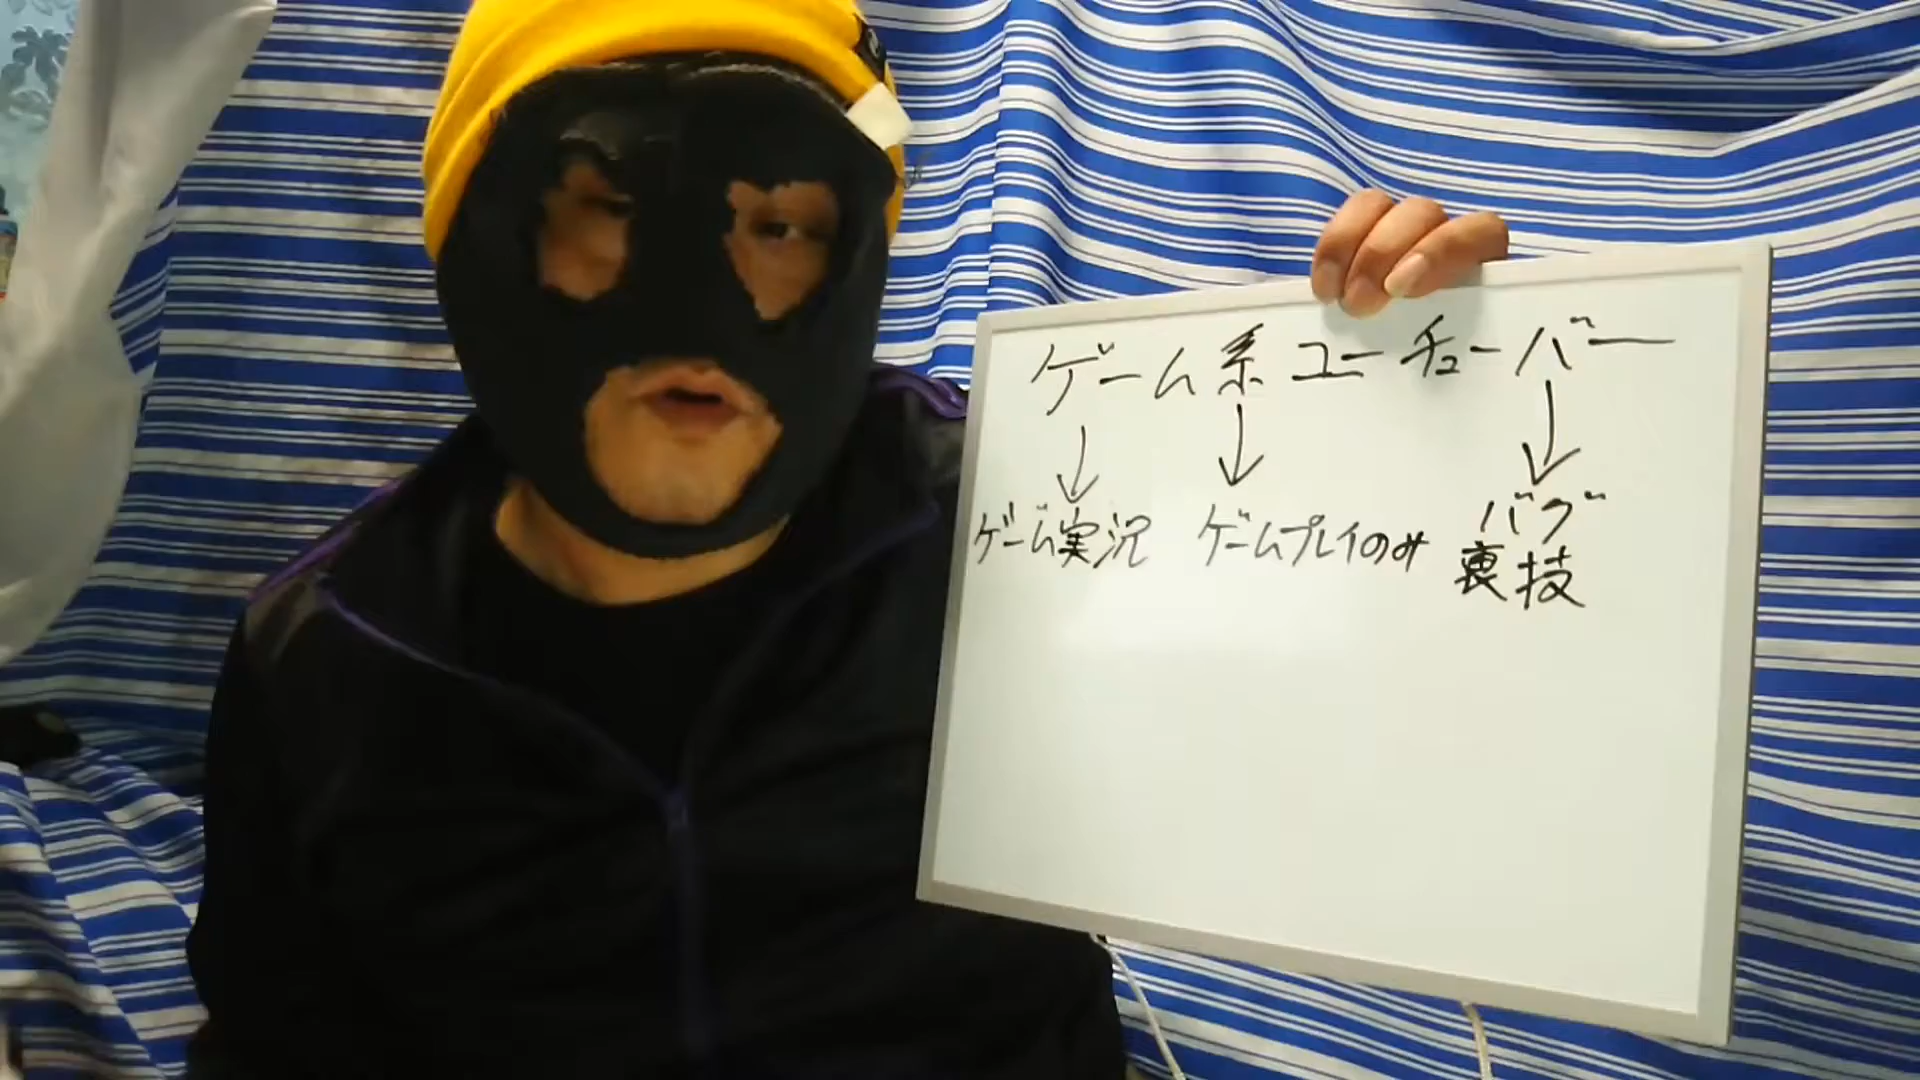 ゲーム系ユーチューバー
ゲーム実況
ゲームプレイのみ
バグ
裏技